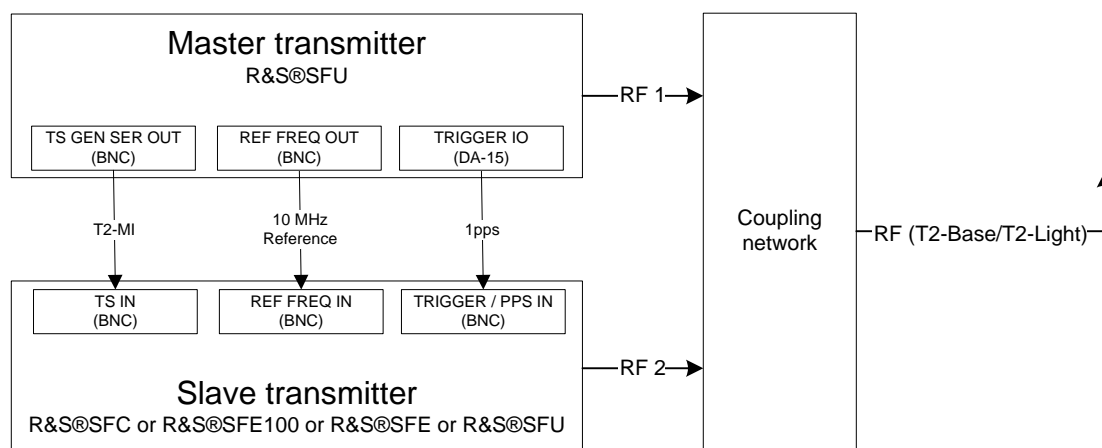 Master transmitter
R&S®SFU
TS GEN SER OUT
(BNC)
REF FREQ OUT
(BNC)
TRIGGER IO
(DA-15)
T2-MI
10 MHz
Reference
1pps
TS IN
(BNC)
REF FREQ IN
(BNC)
TRIGGER / PPS IN
(BNC)
Slave transmitter
R&S®SFC or R&S®SFE100 or R&S®SFE or R&S®SFU
RF 1
RF 2
Coupling
network
RF (T2-Base/T2-Light)